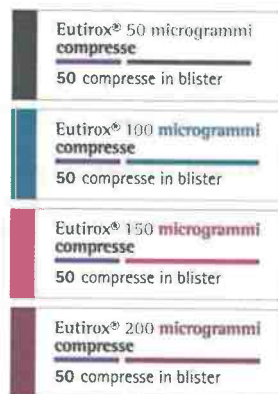 Eutirox® 50 microgrammi
compresse
50 compresse in blister
Eutirox® 100 microgrammi
compresse
50 compresse in blister
Eutirox® 150 microgrammi
compresse
50 compresse in blister
Eutirox® 200 microgrammi
compresse
50 compresse in blister